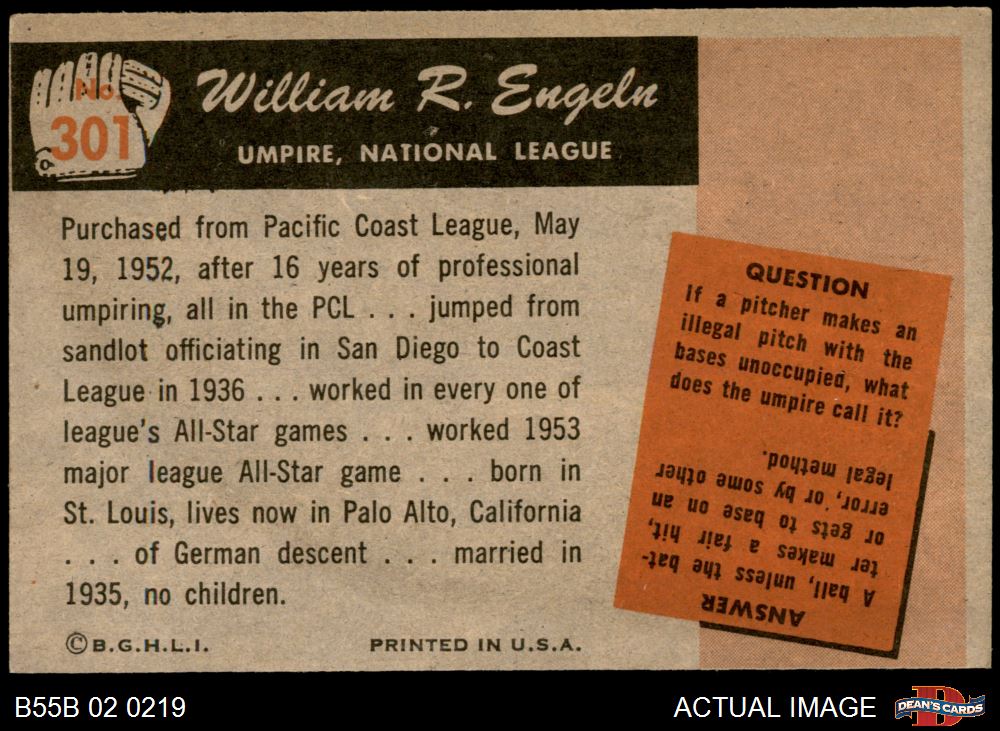 No.
301
William R. Engeln
UMPIRE, NATIONAL LEAGUE
Purchased from Pacific Coast League, May
19, 1952, after 16 years of professional
umpiring, all in the PCL . . . jumped from
sandlot officiating in San Diego to Coast
League in 1936 . . . worked in every one of
league's All-Star games . . . worked 1953
major league All-Star game . . . born in
St. Louis, lives now in Palo Alto, California
. . . of German descent . . . married in
1935, no children.
©B.G.H.L.I.
PRINTED IN U.S.A.
QUESTION
If a pitcher makes an
illegal pitch with the
bases unoccupied, what
does the umpire call it?
ANSWER
A ball, unless the bat-
ter makes a fair hit,
or gets to base on an
error, or by some other
legal method.
B55B 02 0219
ACTUAL IMAGE
D
DEAN'S CARDS